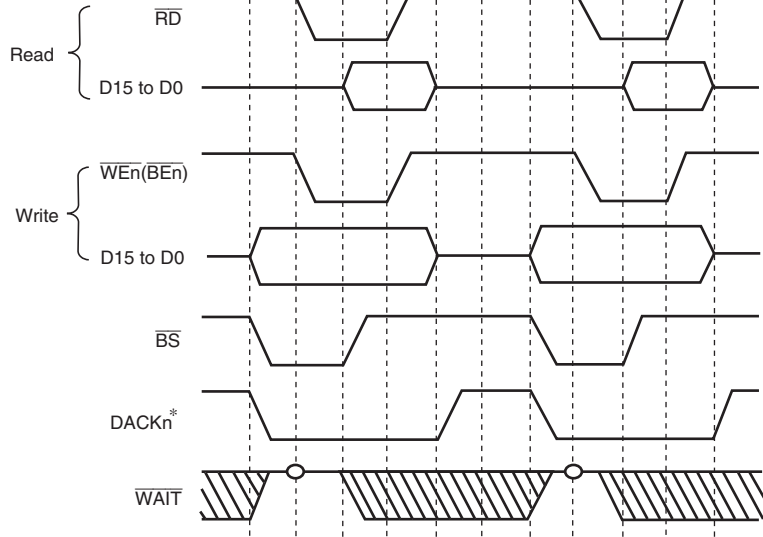 RD
Read
D15 to D0
WEn(BEn)
Write
D15 to D0
BS
DACKn*
WAIT